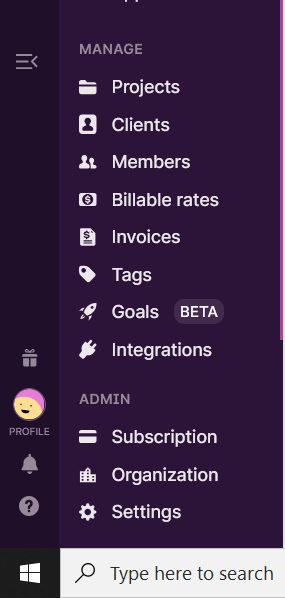 MANAGE
Projects
Clients
Members
Billable rates
Invoices
Tags
Goals BETA
Integrations
ADMIN
PROFILE
Subscription
Organization
Settings
Type here to search